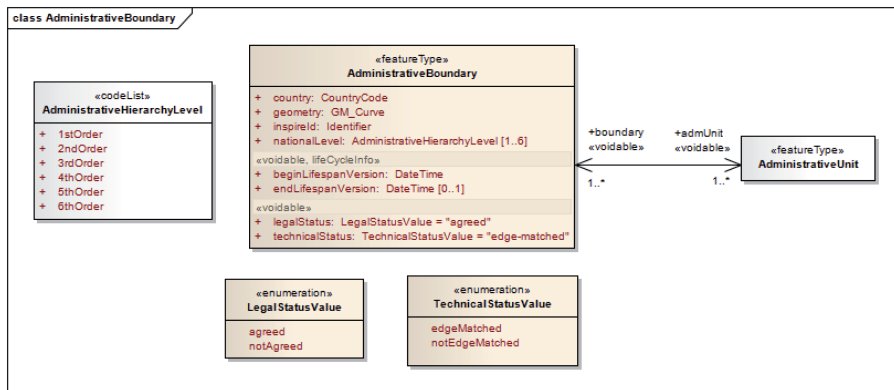 class AdministrativeBoundary
«codeList»
AdministrativeHierarchyLevel
+ 1stOrder
+ 2ndOrder
+ 3rdOrder
+ 4thOrder
+ 5thOrder
+ 6thOrder
«featureType»
AdministrativeBoundary
+ country: CountryCode
+ geometry: GM_Curve
+ inspireId: Identifier
+ nationalLevel: AdministrativeHierarchyLevel [1..6]
«voidable, lifeCycleInfo»
+ beginLifespanVersion: DateTime
+ endLifespanVersion: DateTime [0..1]
«voidable»
+ legalStatus: LegalStatusValue = "agreed"
+ technicalStatus: TechnicalStatusValue = "edge-matched"
+boundary
«voidable»
1..*
+admUnit
«voidable»
1..*
«featureType»
AdministrativeUnit
«enumeration»
LegalStatusValue
agreed
notAgreed
«enumeration»
TechnicalStatusValue
edgeMatched
notEdgeMatched